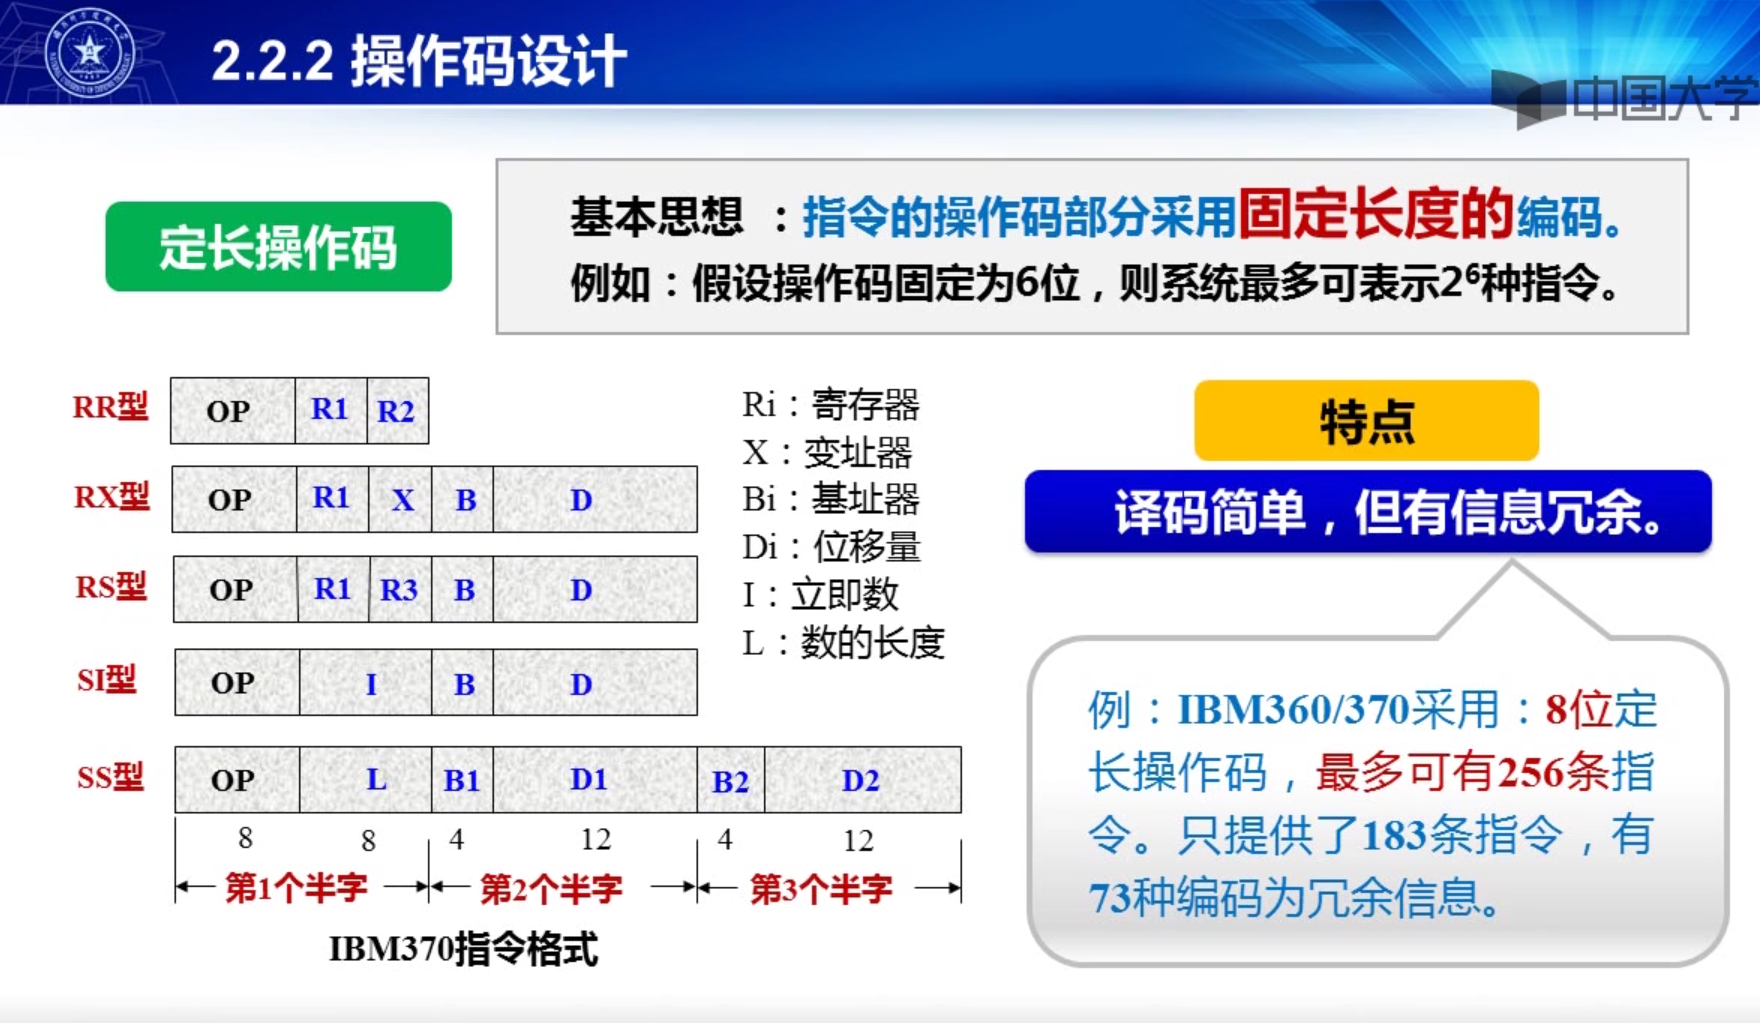 2.2.2 操作码设计
中国大学
定长操作码
基本思想 ：指令的操作码部分采用固定长度的编码。
例如：假设操作码固定为6位，则系统最多可表示2⁶种指令。
RR型 OP R1 R2
RX型 OP R1 X B D
RS型 OP R1 R3 B D
SI型 OP I B D
SS型 OP L B1 D1 B2 D2
8 8 4 12 4 12
第1个半字 第2个半字 第3个半字
IBM370指令格式
Ri：寄存器
X：变址器
Bi：基址器
Di：位移量
I：立即数
L：数的长度
特点
译码简单，但有信息冗余。
例：IBM360/370采用：8位定
长操作码，最多可有256条指
令。只提供了183条指令，有
73种编码为冗余信息。